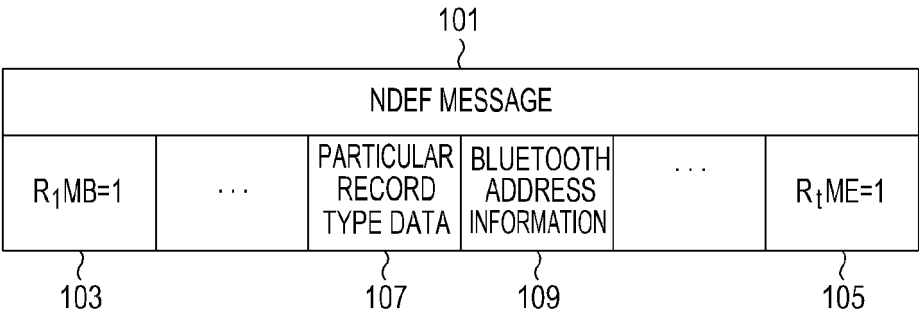 101
NDEF MESSAGE
R₁MB=1
. . .
PARTICULAR
RECORD
TYPE DATA
BLUETOOTH
ADDRESS
INFORMATION
. . .
RₜME=1
103
107
109
105